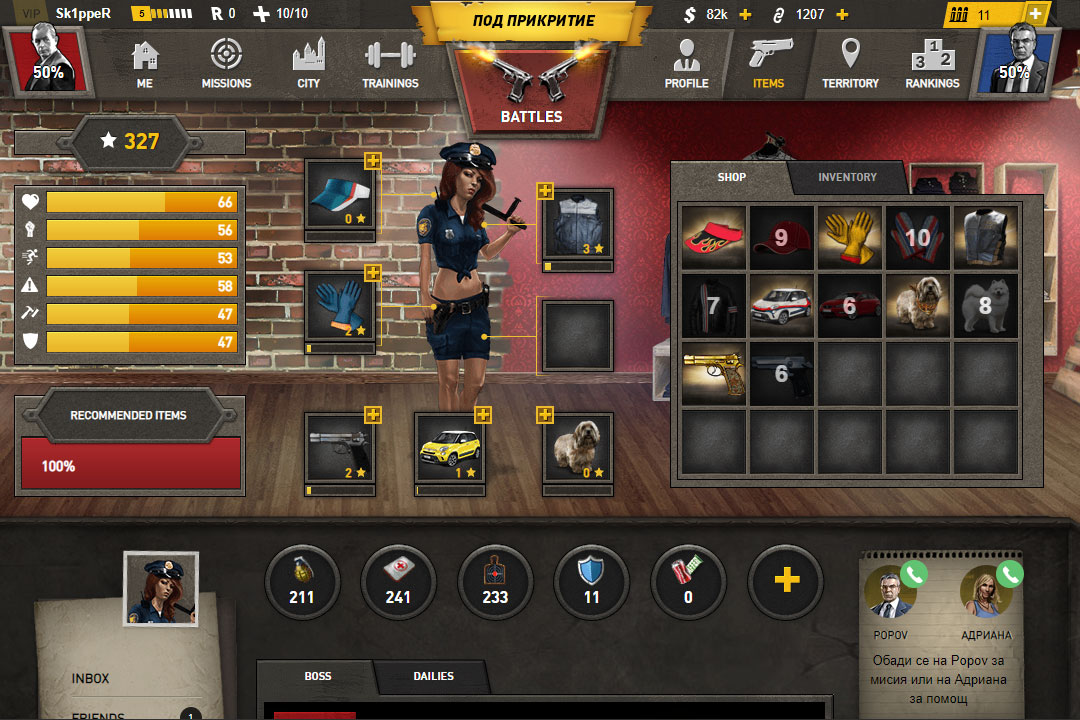 VIP
Sk1ppeR
5
R 0
10/10
ПОД ПРИКРИТИЕ
$ 82k
1207
11
50%
ME
MISSIONS
CITY
TRAININGS
BATTLES
PROFILE
ITEMS
TERRITORY
1
2
3
RANKINGS
50%
327
66
56
53
58
47
47
RECOMMENDED ITEMS
100%
0
3
2
2
1
0
SHOP
INVENTORY
9
10
7
6
8
6
211
241
233
11
0
INBOX
FRIENDS
1
BOSS
DAILIES
POPOV
АДРИАНА
Обади се на Popov за
мисия или на Адриана
за помощ